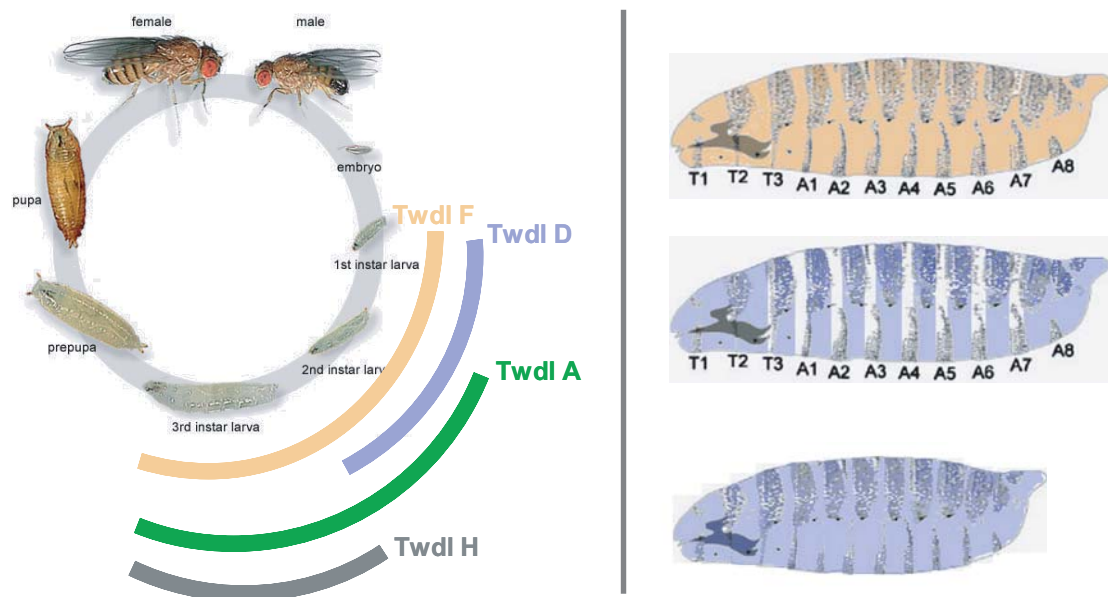 female
male
embryo
pupa
Twdl F
Twdl D
1st instar larva
prepupa
2nd instar larv
Twdl A
3rd instar larva
Twdl H
T1 T2 T3 A1 A2 A3 A4 A5 A6 A7 A8
T1 T2 T3 A1 A2 A3 A4 A5 A6 A7 A8